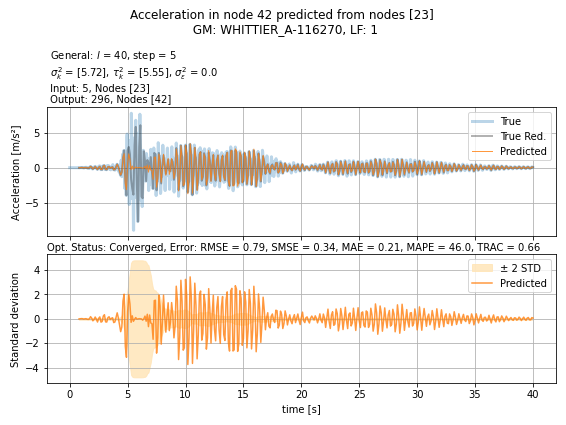 Acceleration in node 42 predicted from nodes [23]
GM: WHITTIER_A-116270, LF: 1
General: l = 40, step = 5
σ²ₖ = [5.72], τ²ₖ = [5.55], σ²ε = 0.0
Input: 5, Nodes [23]
Output: 296, Nodes [42]
True
True Red.
Predicted
Acceleration [m/s²]
5
0
−5
Opt. Status: Converged, Error: RMSE = 0.79, SMSE = 0.34, MAE = 0.21, MAPE = 46.0, TRAC = 0.66
± 2 STD
Predicted
Standard deviation
4
2
0
−2
−4
0 5 10 15 20 25 30 35 40
time [s]